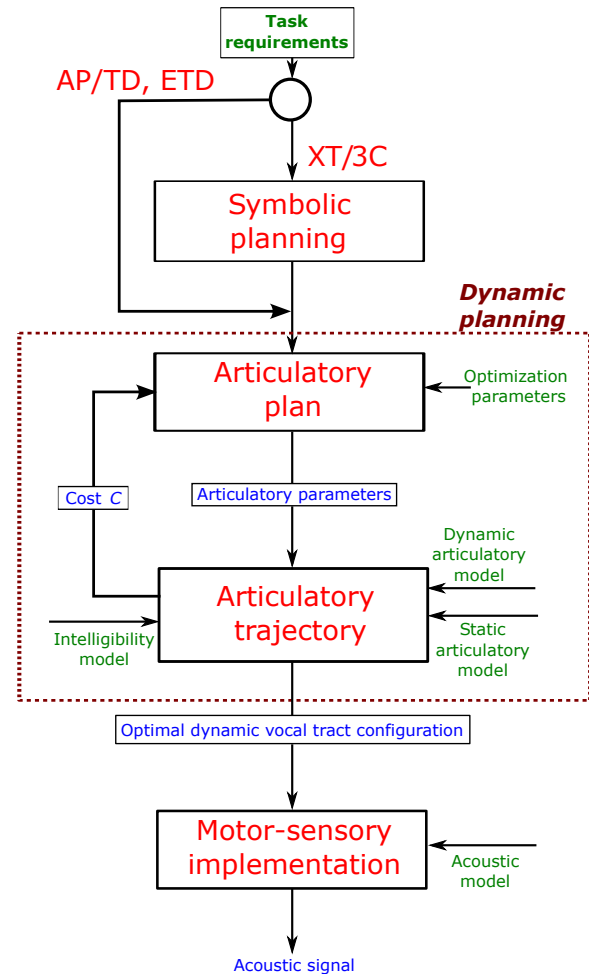 Task
requirements
AP/TD, ETD
XT/3C
Symbolic
planning
Dynamic
planning
Articulatory
plan
Optimization
parameters
Cost C
Articulatory parameters
Dynamic
articulatory
model
Articulatory
trajectory
Intelligibility
model
Static
articulatory
model
Optimal dynamic vocal tract configuration
Motor-sensory
implementation
Acoustic
model
Acoustic signal